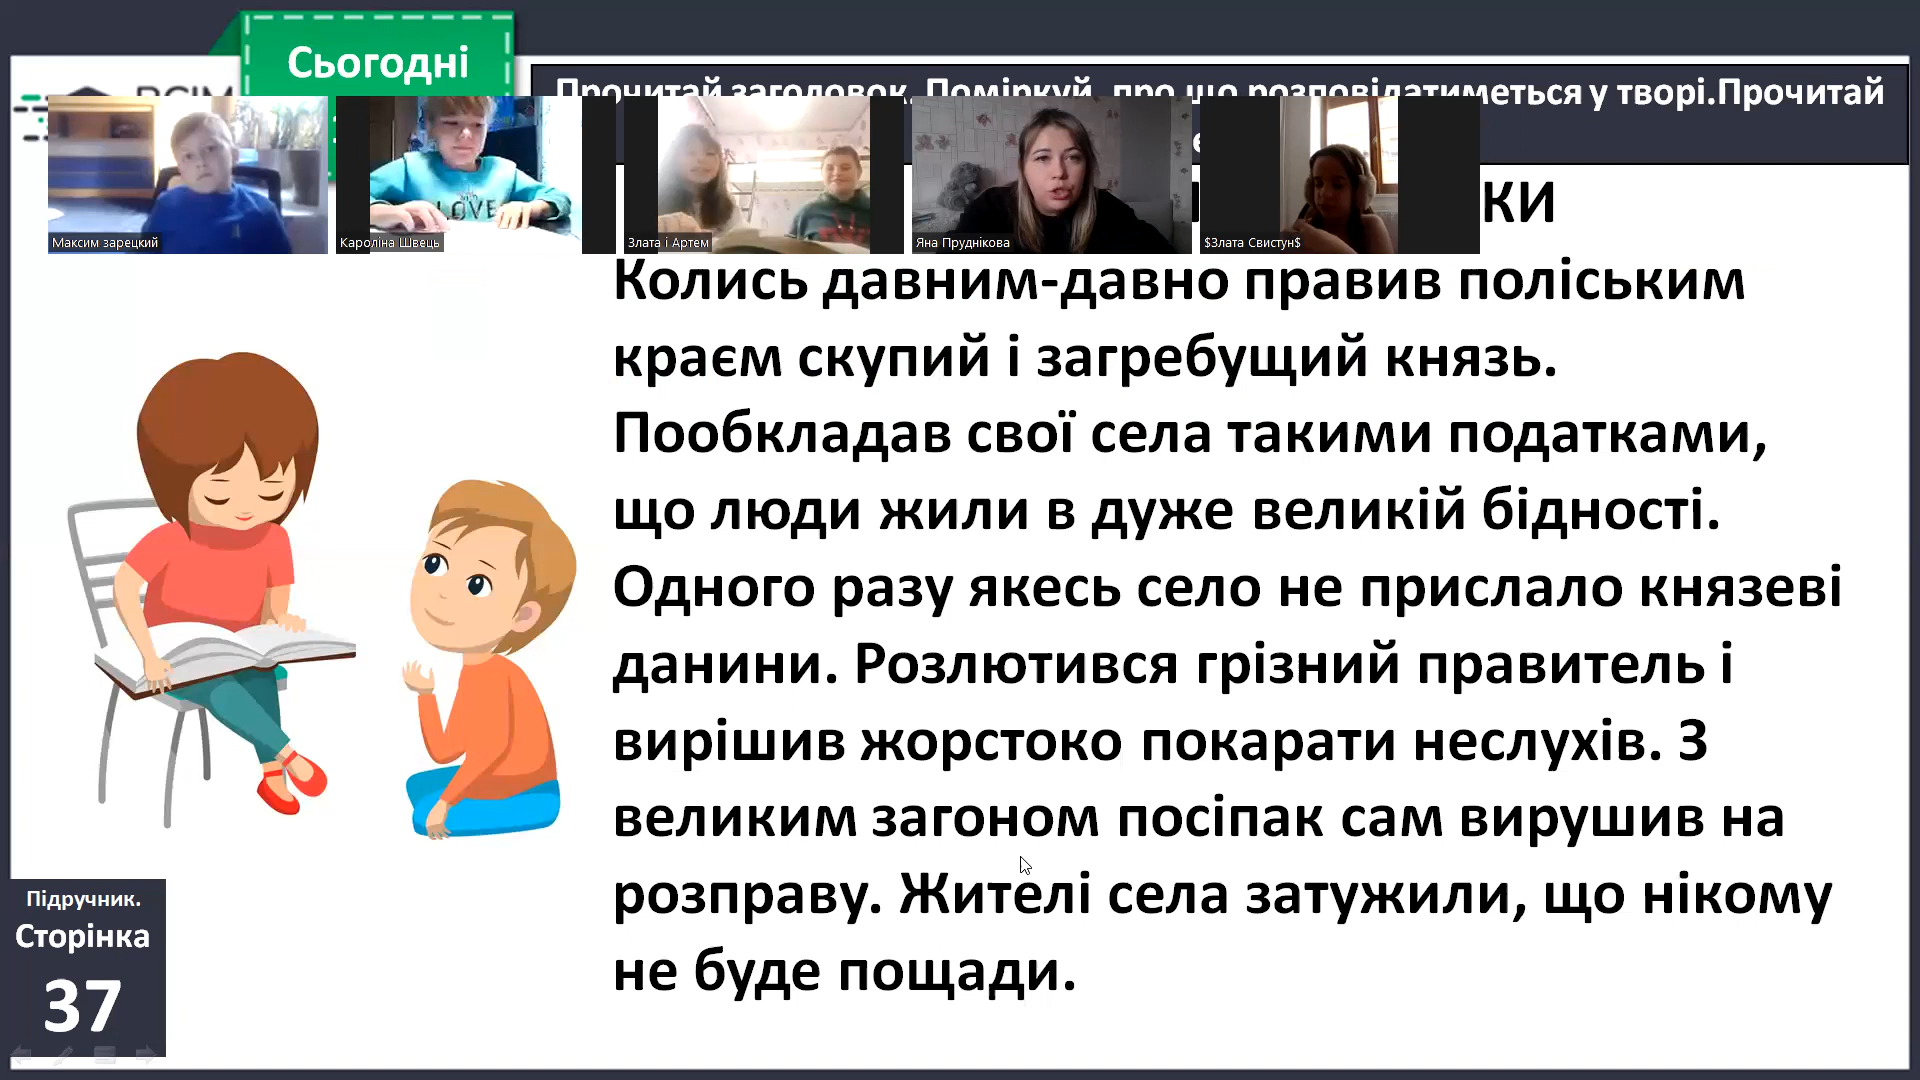 Сьогодні
Прочитай заголовок. Поміркуй, про що розповідатиметься у творі.Прочитай
КИ
Максим зарецкий
Кароліна Швець
Злата і Артем
Яна Пруднікова
$Злата Свистун$
LOVE
Колись давним-давно правив поліським
краєм скупий і загребущий князь.
Пообкладав свої села такими податками,
що люди жили в дуже великій бідності.
Одного разу якесь село не прислало князеві
данини. Розлютився грізний правитель і
вирішив жорстоко покарати неслухів. З
великим загоном посіпак сам вирушив на
розправу. Жителі села затужили, що нікому
не буде пощади.
Підручник.
Сторінка
37